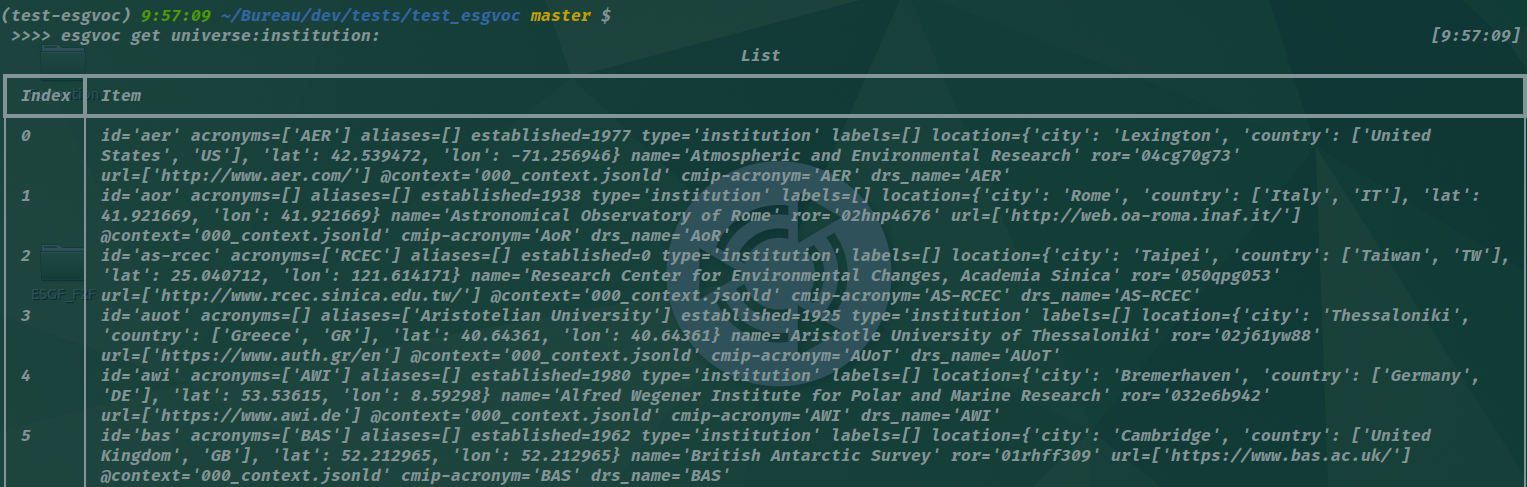 (test-esgvoc) 9:57:09 ~/Bureau/dev/tests/test_esgvoc master $
>>>> esgvoc get universe:institution: [9:57:09]
List
Index Item
0 id='aer' acronyms=['AER'] aliases=[] established=1977 type='institution' labels=[] location={'city': 'Lexington', 'country': ['United
States', 'US'], 'lat': 42.539472, 'lon': -71.256946} name='Atmospheric and Environmental Research' ror='04cg70g73'
url=['http://www.aer.com/'] @context='000_context.jsonld' cmip-acronym='AER' drs_name='AER'
1 id='aor' acronyms=[] aliases=[] established=1938 type='institution' labels=[] location={'city': 'Rome', 'country': ['Italy', 'IT'], 'lat':
41.921669, 'lon': 41.921669} name='Astronomical Observatory of Rome' ror='02hnp4676' url=['http://web.oa-roma.inaf.it/']
@context='000_context.jsonld' cmip-acronym='AoR' drs_name='AoR'
2 id='as-rcec' acronyms=['RCEC'] aliases=[] established=0 type='institution' labels=[] location={'city': 'Taipei', 'country': ['Taiwan', 'TW'],
'lat': 25.040712, 'lon': 121.614171} name='Research Center for Environmental Changes, Academia Sinica' ror='050qpg053'
url=['http://www.rcec.sinica.edu.tw/'] @context='000_context.jsonld' cmip-acronym='AS-RCEC' drs_name='AS-RCEC'
3 id='auot' acronyms=[] aliases=['Aristotelian University'] established=1925 type='institution' labels=[] location={'city': 'Thessaloniki',
'country': ['Greece', 'GR'], 'lat': 40.64361, 'lon': 40.64361} name='Aristotle University of Thessaloniki' ror='02j61yw88'
url=['https://www.auth.gr/en'] @context='000_context.jsonld' cmip-acronym='AUoT' drs_name='AUoT'
4 id='awi' acronyms=['AWI'] aliases=[] established=1980 type='institution' labels=[] location={'city': 'Bremerhaven', 'country': ['Germany',
'DE'], 'lat': 53.53615, 'lon': 8.59298} name='Alfred Wegener Institute for Polar and Marine Research' ror='032e6b942'
url=['https://www.awi.de'] @context='000_context.jsonld' cmip-acronym='AWI' drs_name='AWI'
5 id='bas' acronyms=['BAS'] aliases=[] established=1962 type='institution' labels=[] location={'city': 'Cambridge', 'country': ['United
Kingdom', 'GB'], 'lat': 52.212965, 'lon': 52.212965} name='British Antarctic Survey' ror='01rhff309' url=['https://www.bas.ac.uk/']
@context='000_context.jsonld' cmip-acronym='BAS' drs_name='BAS'